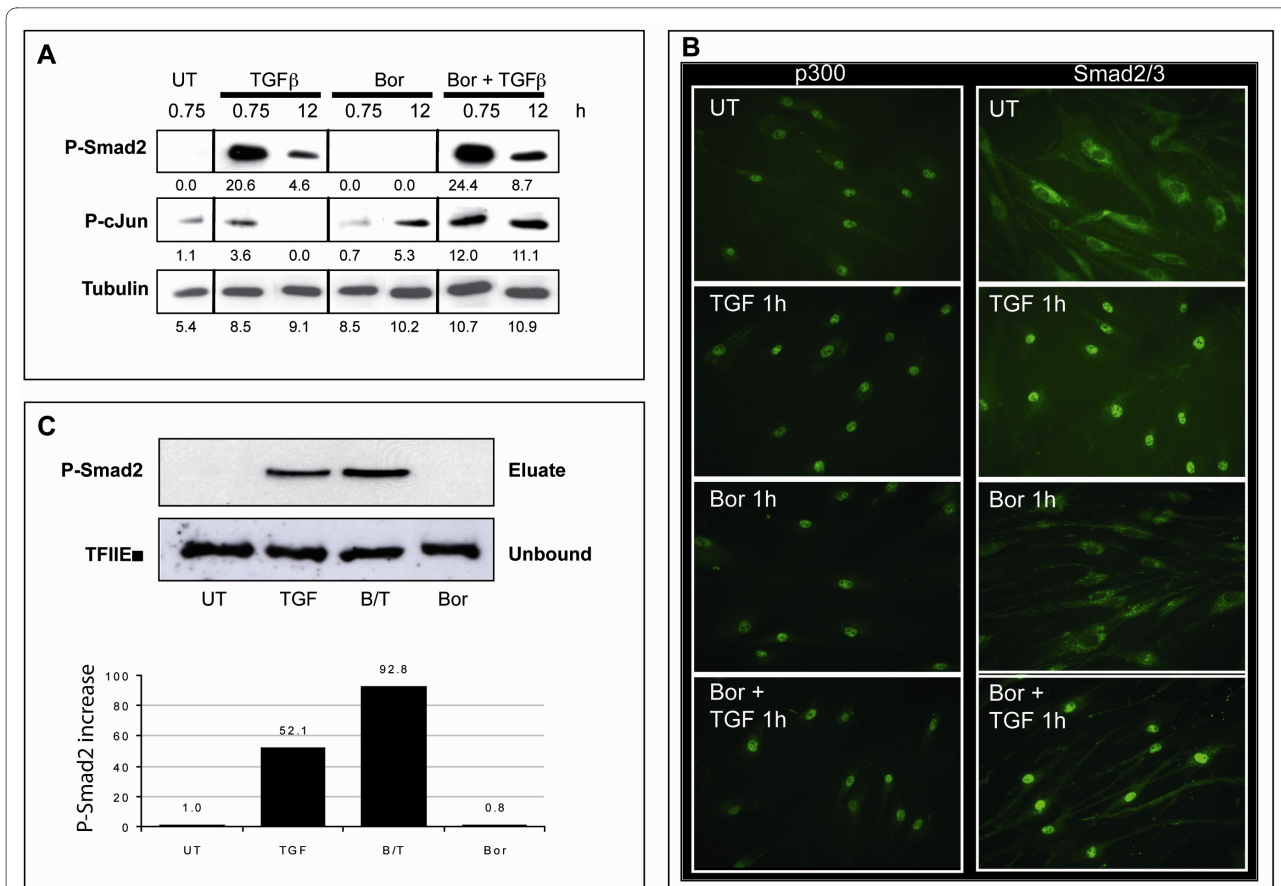 A
UT TGFβ Bor Bor + TGFβ
0.75 0.75 12 0.75 12 0.75 12 h
P-Smad2
0.0 20.6 4.6 0.0 0.0 24.4 8.7
P-cJun
1.1 3.6 0.0 0.7 5.3 12.0 11.1
Tubulin
5.4 8.5 9.1 8.5 10.2 10.7 10.9
B
p300 Smad2/3
UT UT
TGF 1h TGF 1h
Bor 1h Bor 1h
Bor + Bor +
TGF 1h TGF 1h
C
P-Smad2 Eluate
TFIIE■ Unbound
UT TGF B/T Bor
P-Smad2 increase
100
80
60
40
20
0
1.0 52.1 92.8 0.8
UT TGF B/T Bor